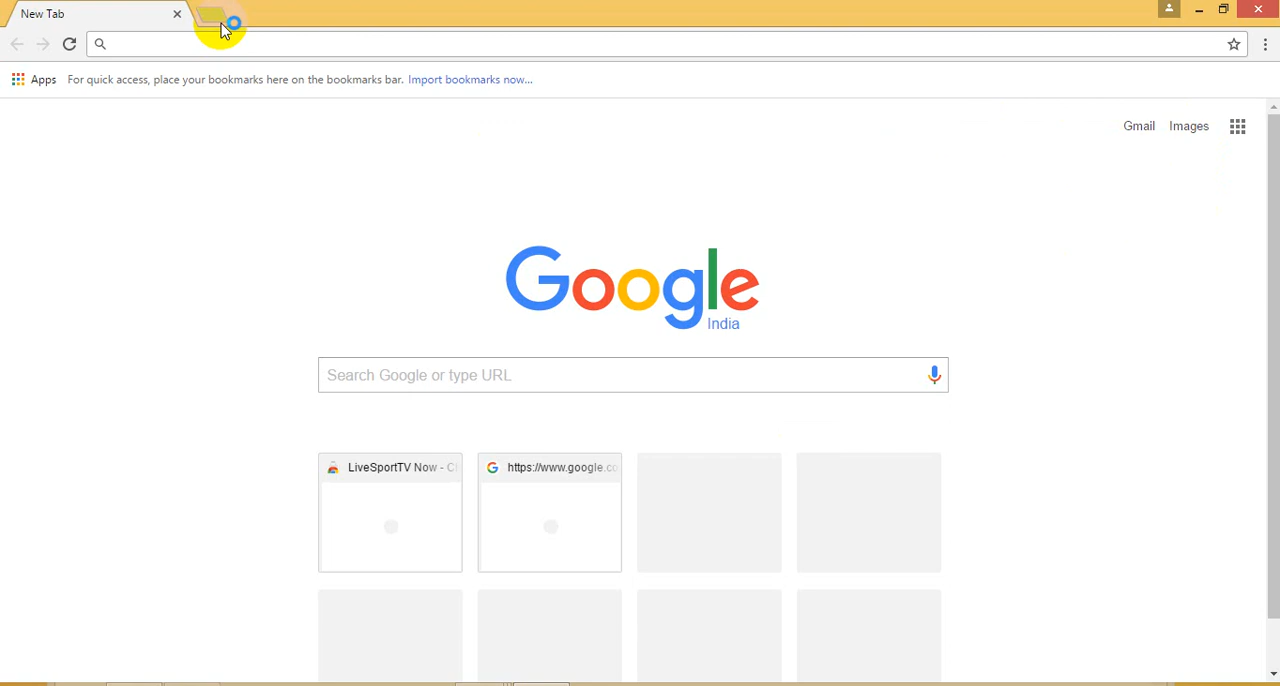 New Tab
Apps For quick access, place your bookmarks here on the bookmarks bar. Import bookmarks now...
Gmail Images
Google
India
Search Google or type URL
LiveSportTV Now - C
https://www.google.co